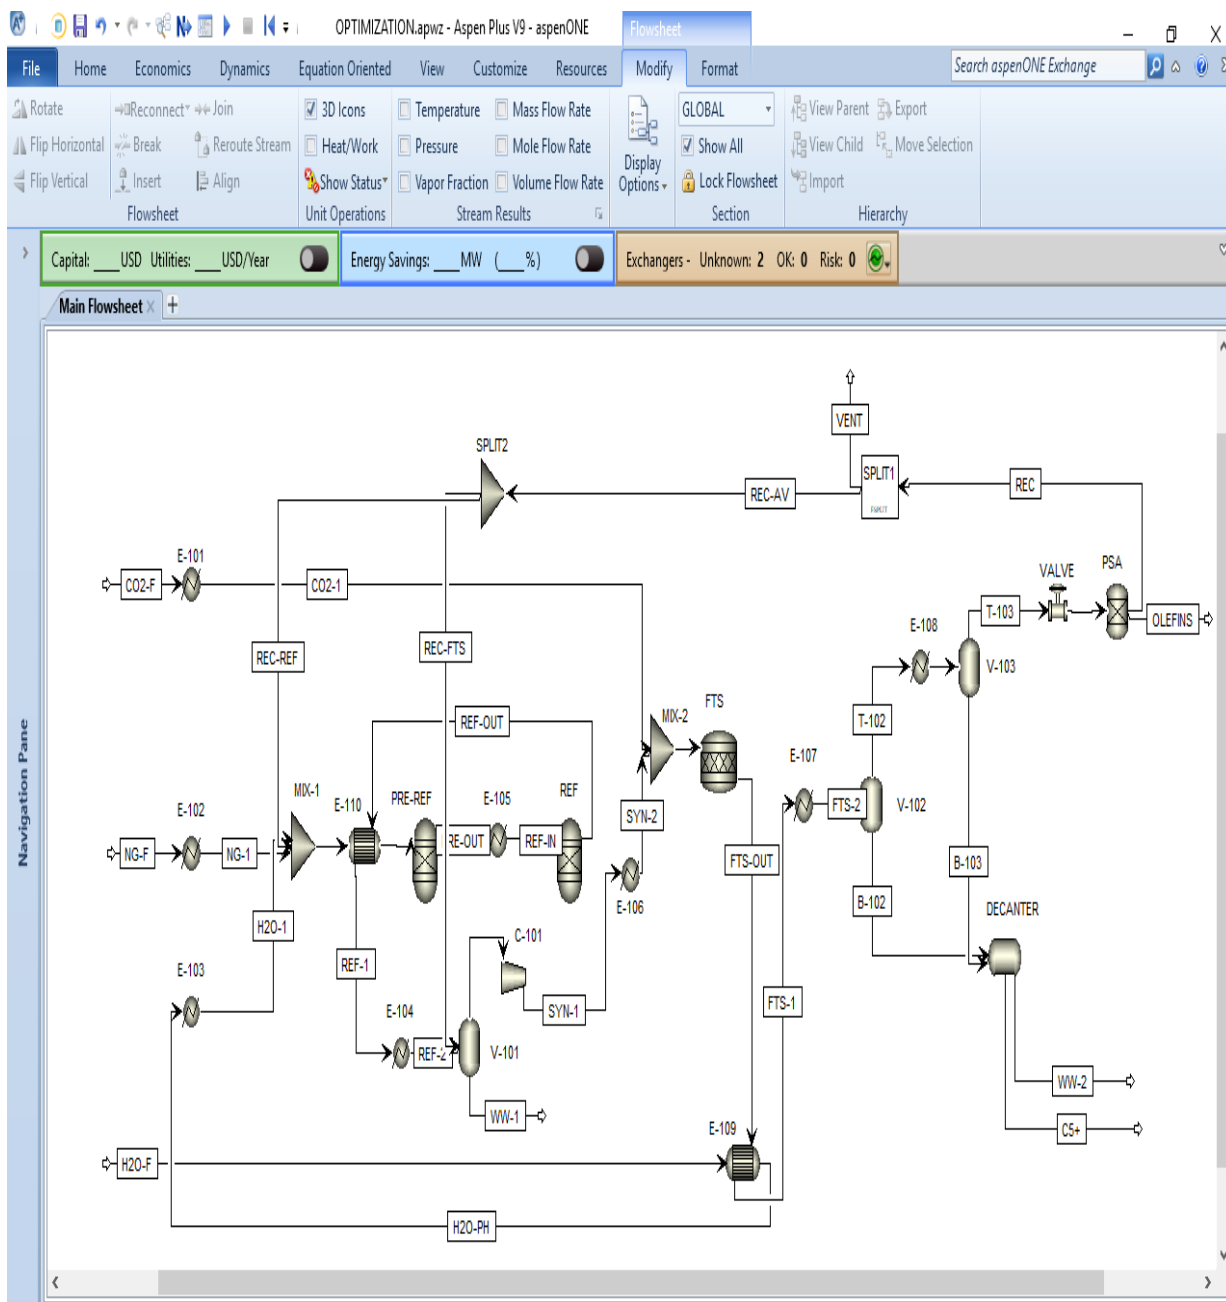 OPTIMIZATION.apwz - Aspen Plus V9 - aspenONE
Flowsheet
File Home Economics Dynamics Equation Oriented View Customize Resources Modify Format
Search aspenONE Exchange
Rotate Reconnect Join 3D Icons Temperature Mass Flow Rate GLOBAL View Parent Export
Flip Horizontal Break Reroute Stream Heat/Work Pressure Mole Flow Rate Display Options Show All View Child Move Selection
Flip Vertical Insert Align Show Status Vapor Fraction Volume Flow Rate Lock Flowsheet Import
Flowsheet Unit Operations Stream Results Section Hierarchy
Capital: ____USD Utilities: ____USD/Year Energy Savings: ____MW (____%) Exchangers - Unknown: 2 OK: 0 Risk: 0
Main Flowsheet
Navigation Pane
VENT
SPLIT2
SPLIT1
FSPLIT
REC-AV
REC
E-101
CO2-F
CO2-1
VALVE
PSA
T-103
OLEFINS
E-108
V-103
REC-REF
REC-FTS
REF-OUT
MIX-2
FTS
T-102
E-107
E-102
MIX-1
E-110
PRE-REF
E-105
REF
FTS-2
V-102
SYN-2
NG-F
NG-1
RE-OUT
REF-IN
FTS-OUT
B-103
E-106
B-102
DECANTER
H2O-1
C-101
REF-1
E-103
E-104
SYN-1
FTS-1
REF-2
V-101
WW-2
WW-1
C5+
E-109
H2O-F
H2O-PH